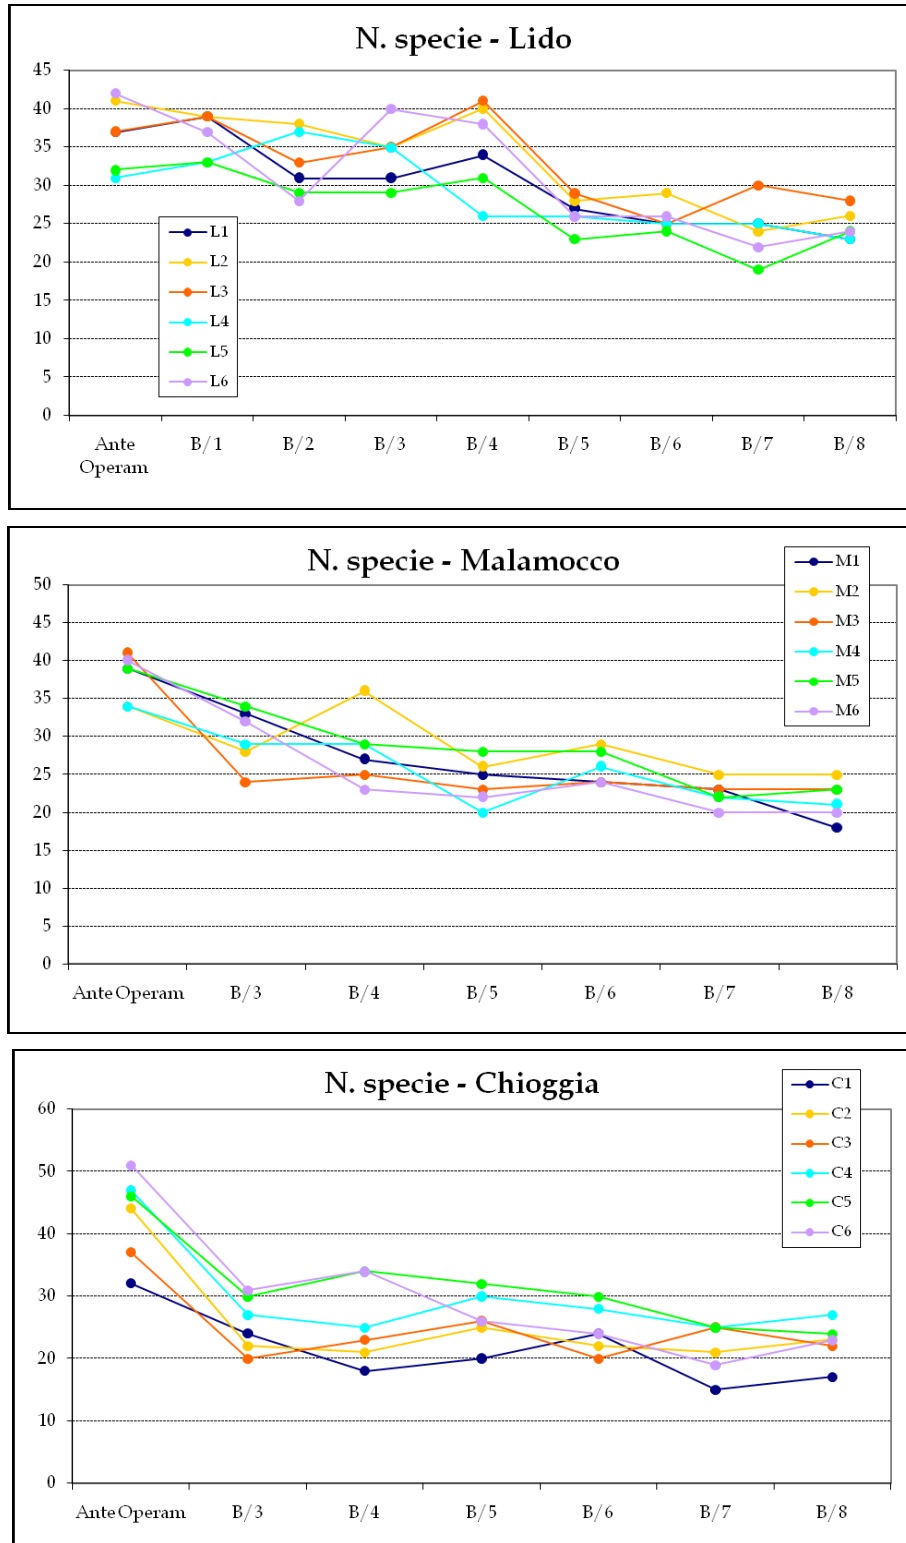 N. specie - Lido
45
40
35
30
25
20
15
10
5
0
L1
L2
L3
L4
L5
L6
Ante Operam B/1 B/2 B/3 B/4 B/5 B/6 B/7 B/8
N. specie - Malamocco
50
45
40
35
30
25
20
15
10
5
0
M1
M2
M3
M4
M5
M6
Ante Operam B/3 B/4 B/5 B/6 B/7 B/8
N. specie - Chioggia
60
50
40
30
20
10
0
C1
C2
C3
C4
C5
C6
Ante Operam B/3 B/4 B/5 B/6 B/7 B/8